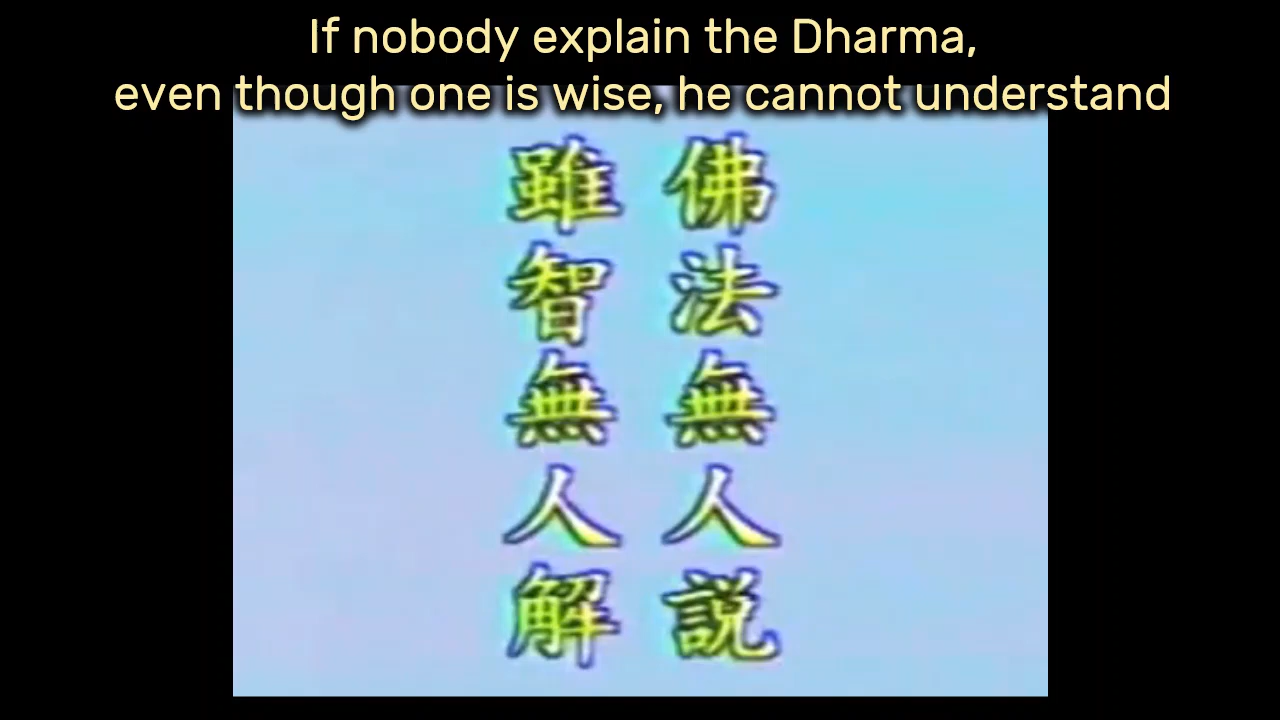 If nobody explain the Dharma,
even though one is wise, he cannot understand
佛法無人説
雖智無人解